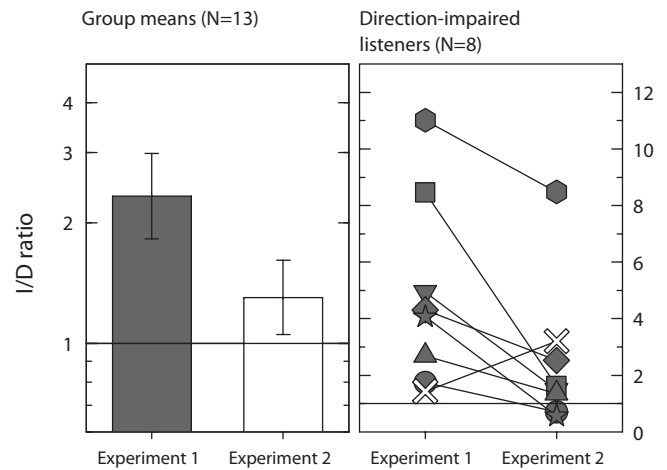 Group means (N=13)
Direction-impaired
listeners (N=8)
I/D ratio
4
3
2
1
12
10
8
6
4
2
0
Experiment 1
Experiment 2
Experiment 1
Experiment 2